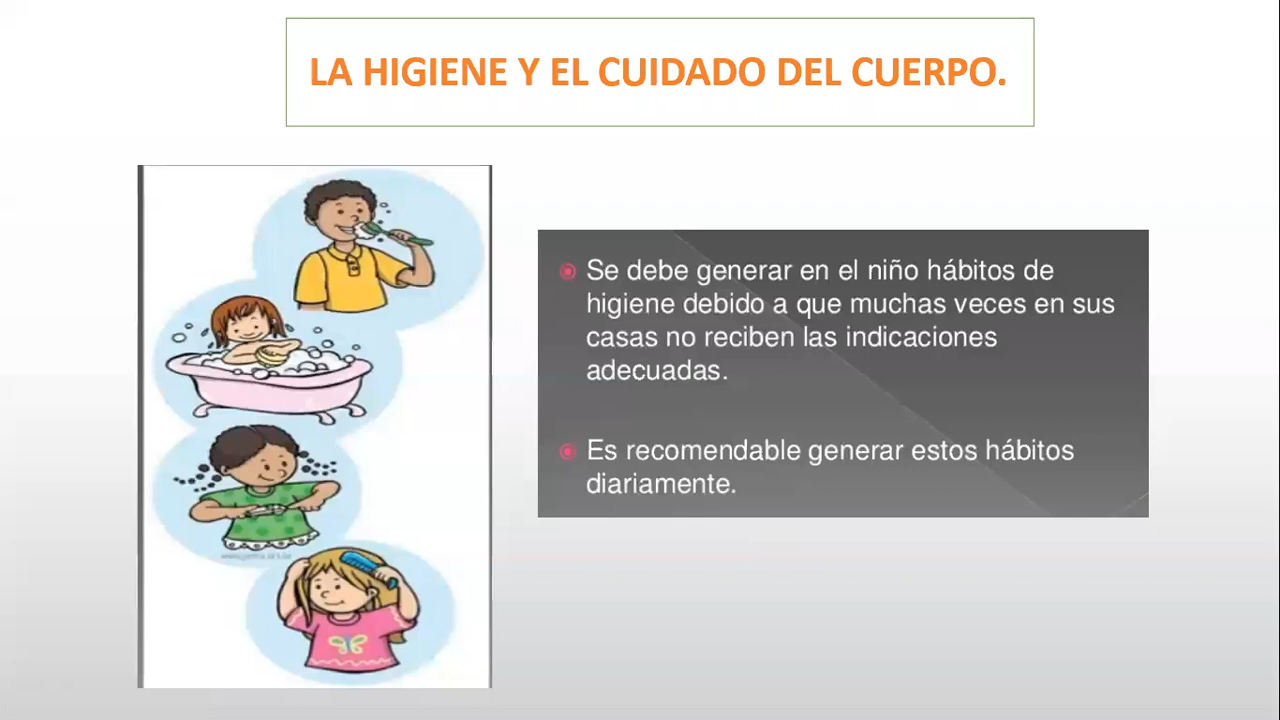 LA HIGIENE Y EL CUIDADO DEL CUERPO.
Se debe generar en el niño hábitos de
higiene debido a que muchas veces en sus
casas no reciben las indicaciones
adecuadas.
Es recomendable generar estos hábitos
diariamente.